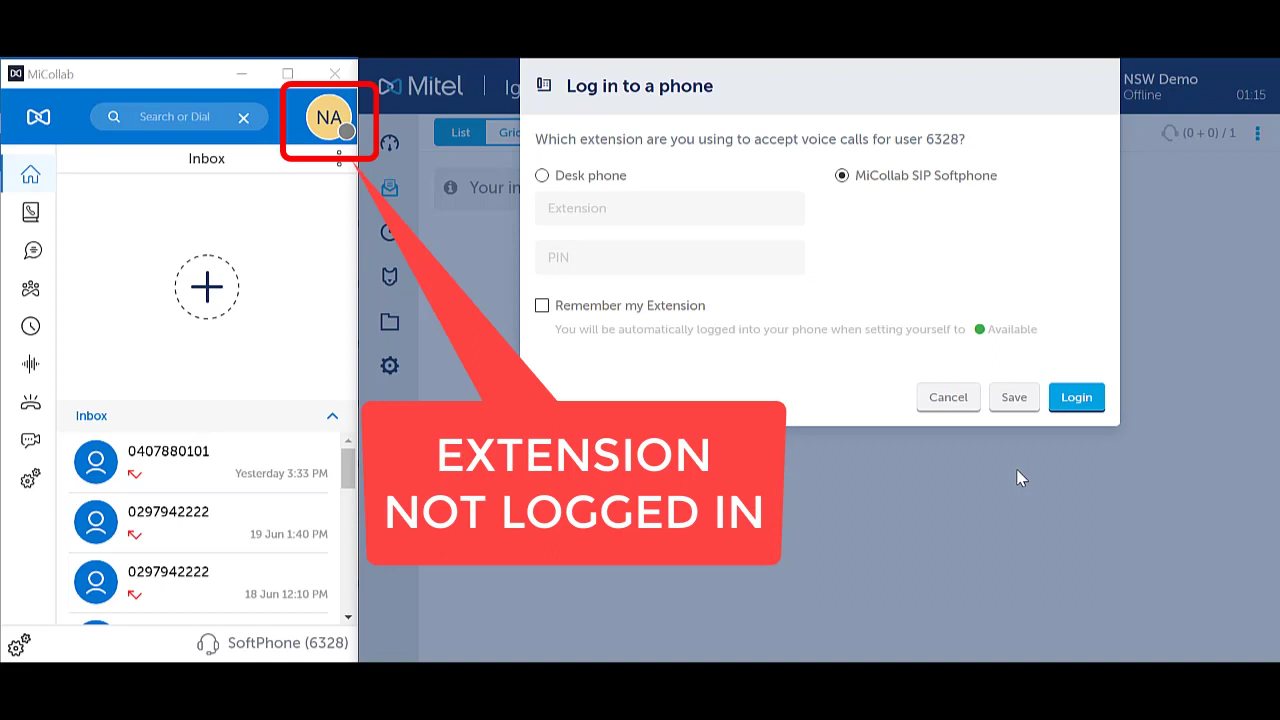 MiCollab
Search or Dial
NA
Inbox
Inbox
0407880101
Yesterday 3:33 PM
0297942222
19 Jun 1:40 PM
0297942222
18 Jun 12:10 PM
SoftPhone (6328)
Mitel
Ig
List
Gri
Your in
Log in to a phone
Which extension are you using to accept voice calls for user 6328?
Desk phone
MiCollab SIP Softphone
Extension
PIN
Remember my Extension
You will be automatically logged into your phone when setting yourself to Available
Cancel
Save
Login
NSW Demo
Offline
01:15
(0 + 0) / 1
EXTENSION
NOT LOGGED IN